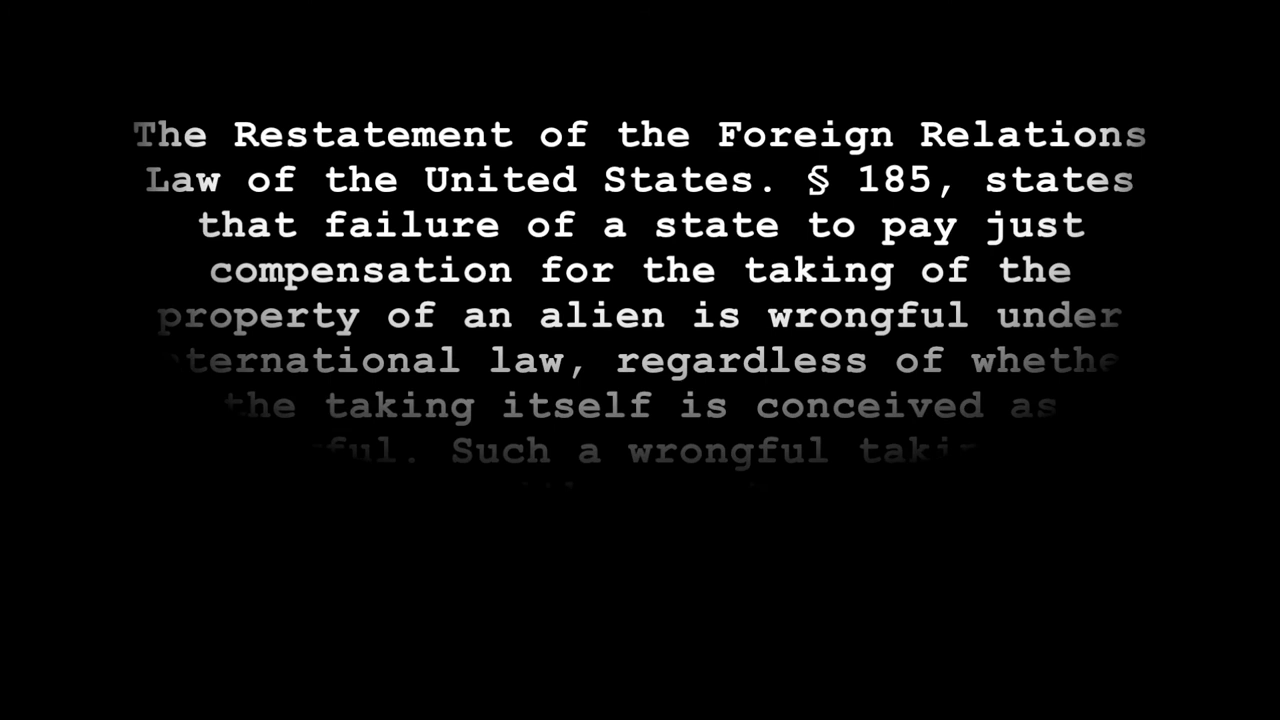 The Restatement of the Foreign Relations
Law of the United States. § 185, states
that failure of a state to pay just
compensation for the taking of the
property of an alien is wrongful under
international law, regardless of whether
the taking itself is conceived as
Such a wrongful taking